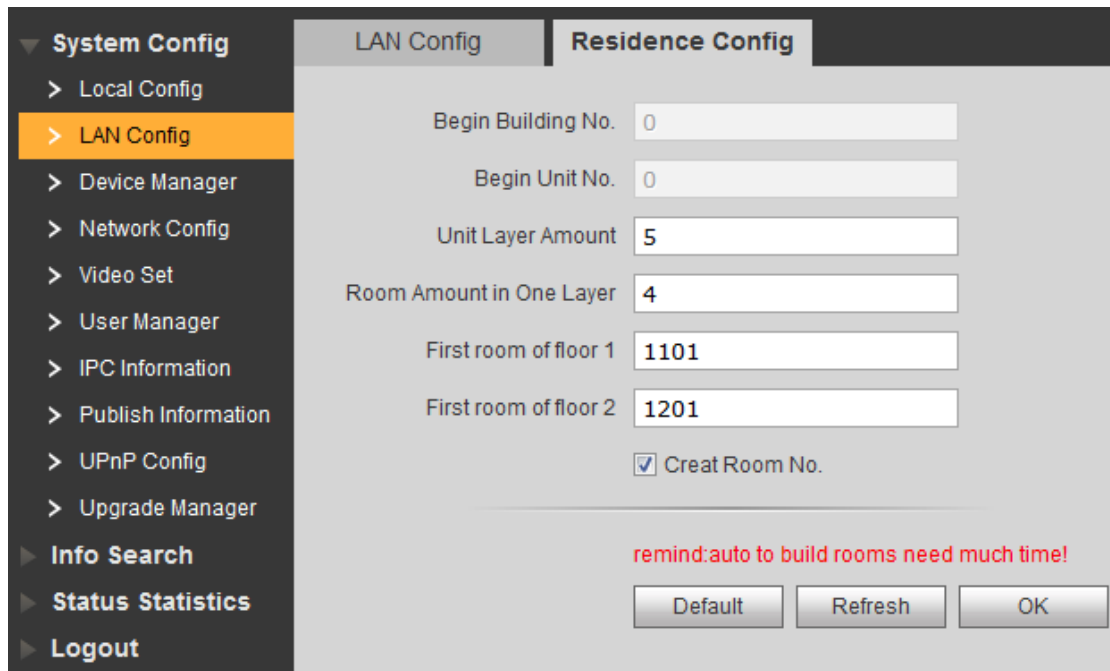 System Config
Local Config
LAN Config
Device Manager
Network Config
Video Set
User Manager
IPC Information
Publish Information
UPnP Config
Upgrade Manager
Info Search
Status Statistics
Logout
LAN Config
Residence Config
Begin Building No. 0
Begin Unit No. 0
Unit Layer Amount 5
Room Amount in One Layer 4
First room of floor 1 1101
First room of floor 2 1201
Creat Room No.
remind:auto to build rooms need much time!
Default Refresh OK